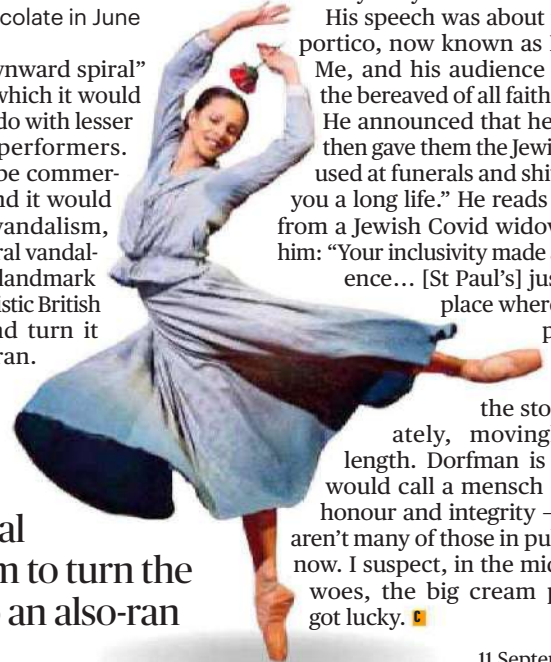 colate in June
wnward spiral”
which it would
do with lesser
performers.
be commer-
nd it would
vandalism,
ral vandal-
landmark
istic British
nd turn it
ran.
al
m to turn the
an also-ran
His speech was about
portico, now known as
Me, and his audience
the bereaved of all faith
He announced that he
then gave them the Jewi
used at funerals and shi
you a long life.” He reads
from a Jewish Covid widow
him: “Your inclusivity made
ence… [St Paul’s] jus
place where
p
the sto
ately, moving
length. Dorfman is
would call a mensch
honour and integrity –
aren’t many of those in pu
now. I suspect, in the mid
woes, the big cream p
got lucky. C
11 Septem